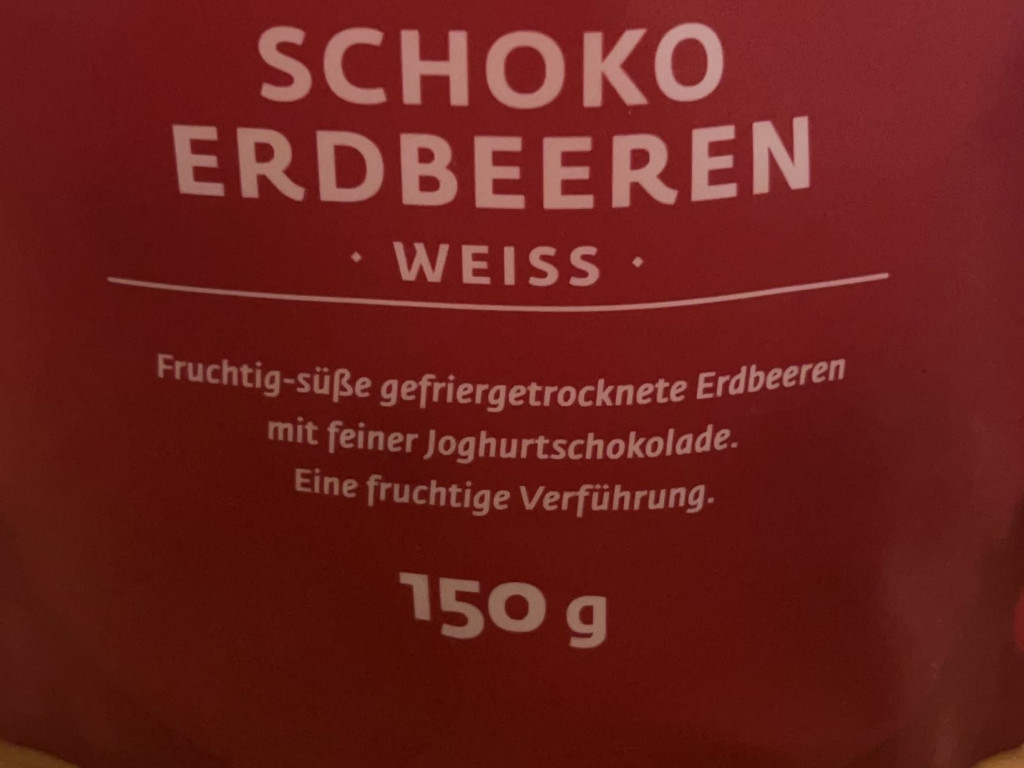 SCHOKO
ERDBEEREN
· WEISS ·
Fruchtig-süße gefriergetrocknete Erdbeeren
mit feiner Joghurtschokolade.
Eine fruchtige Verführung.
150 g